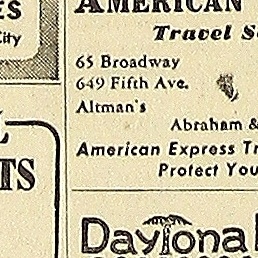 ES
City
TS
AMERICAN
Travel S
65 Broadway
649 Fifth Ave.
Altman's
Abraham &
American Express Tr
Protect You
Daytona